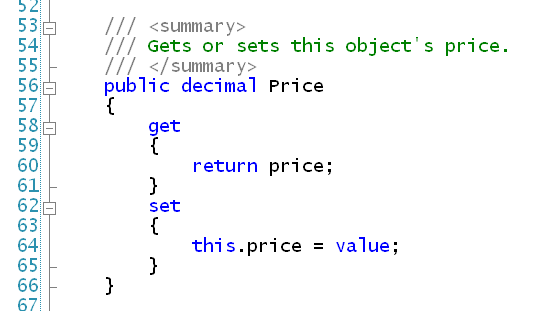 52
53 /// <summary>
54 /// Gets or sets this object's price.
55 /// </summary>
56 public decimal Price
57 {
58 get
59 {
60 return price;
61 }
62 set
63 {
64 this.price = value;
65 }
66 }
67